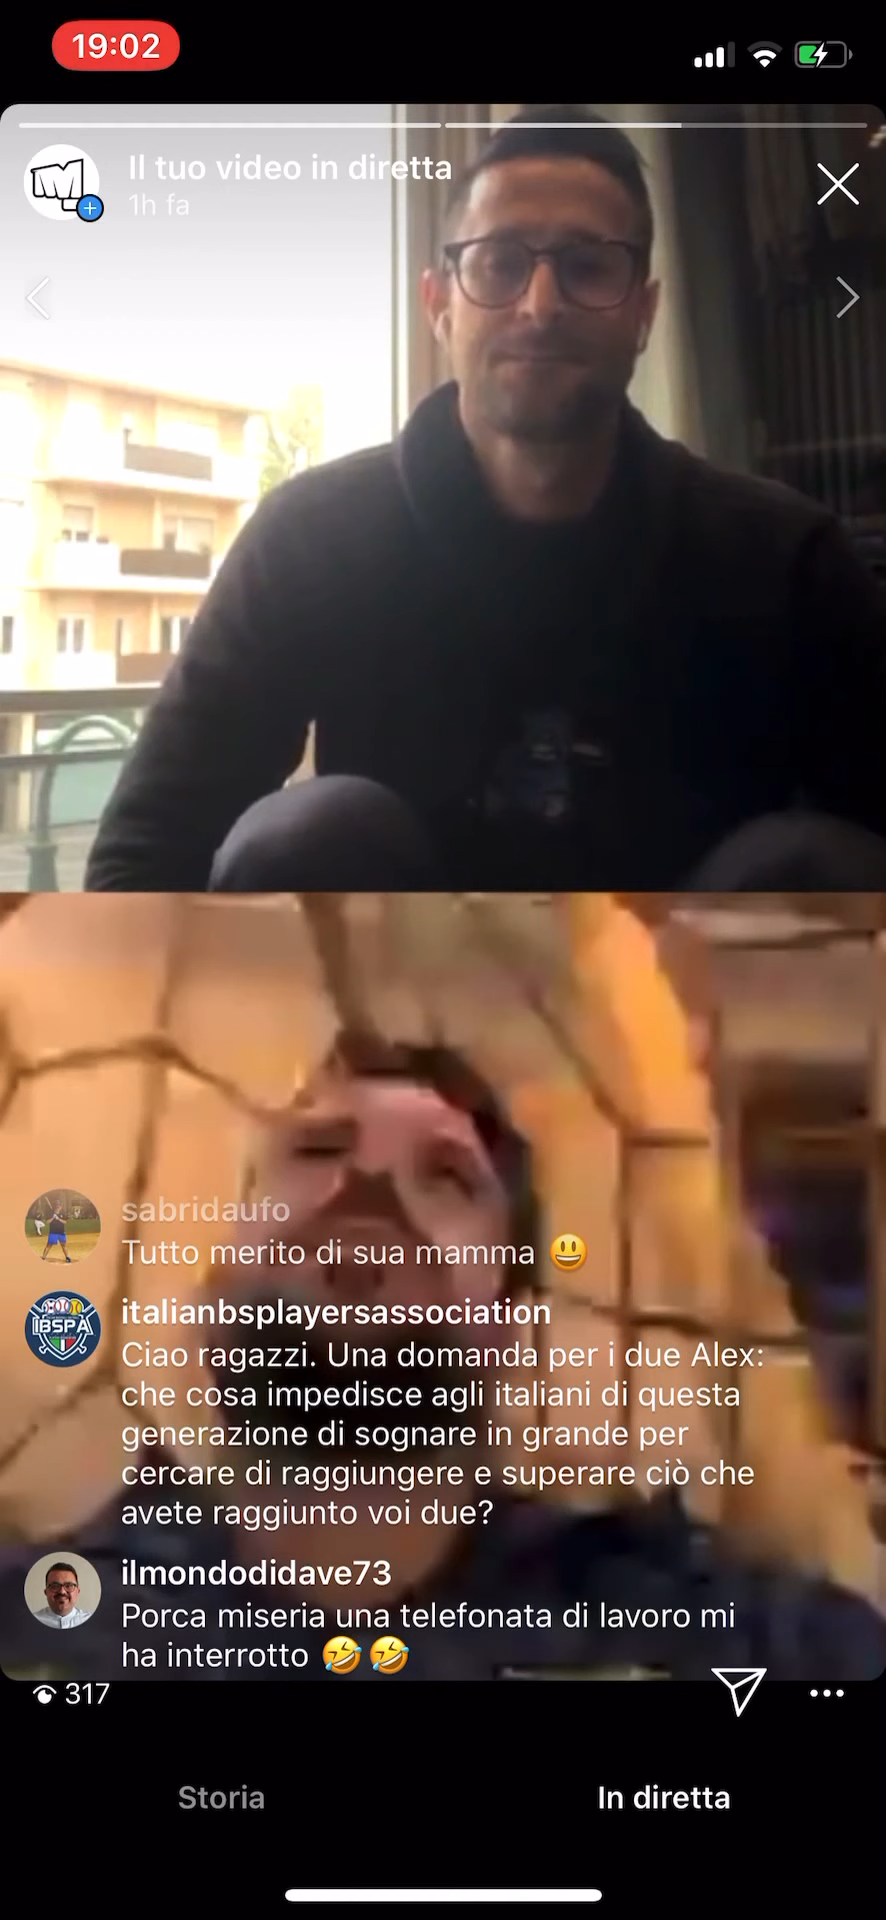 19:02
Il tuo video in diretta
1h fa
sabridaufo
Tutto merito di sua mamma 😃
IBSPA
italianbsplayersassociation
Ciao ragazzi. Una domanda per i due Alex:
che cosa impedisce agli italiani di questa
generazione di sognare in grande per
cercare di raggiungere e superare ciò che
avete raggiunto voi due?
ilmondodidave73
Porca miseria una telefonata di lavoro mi
ha interrotto 🤣🤣
317
Storia
In diretta